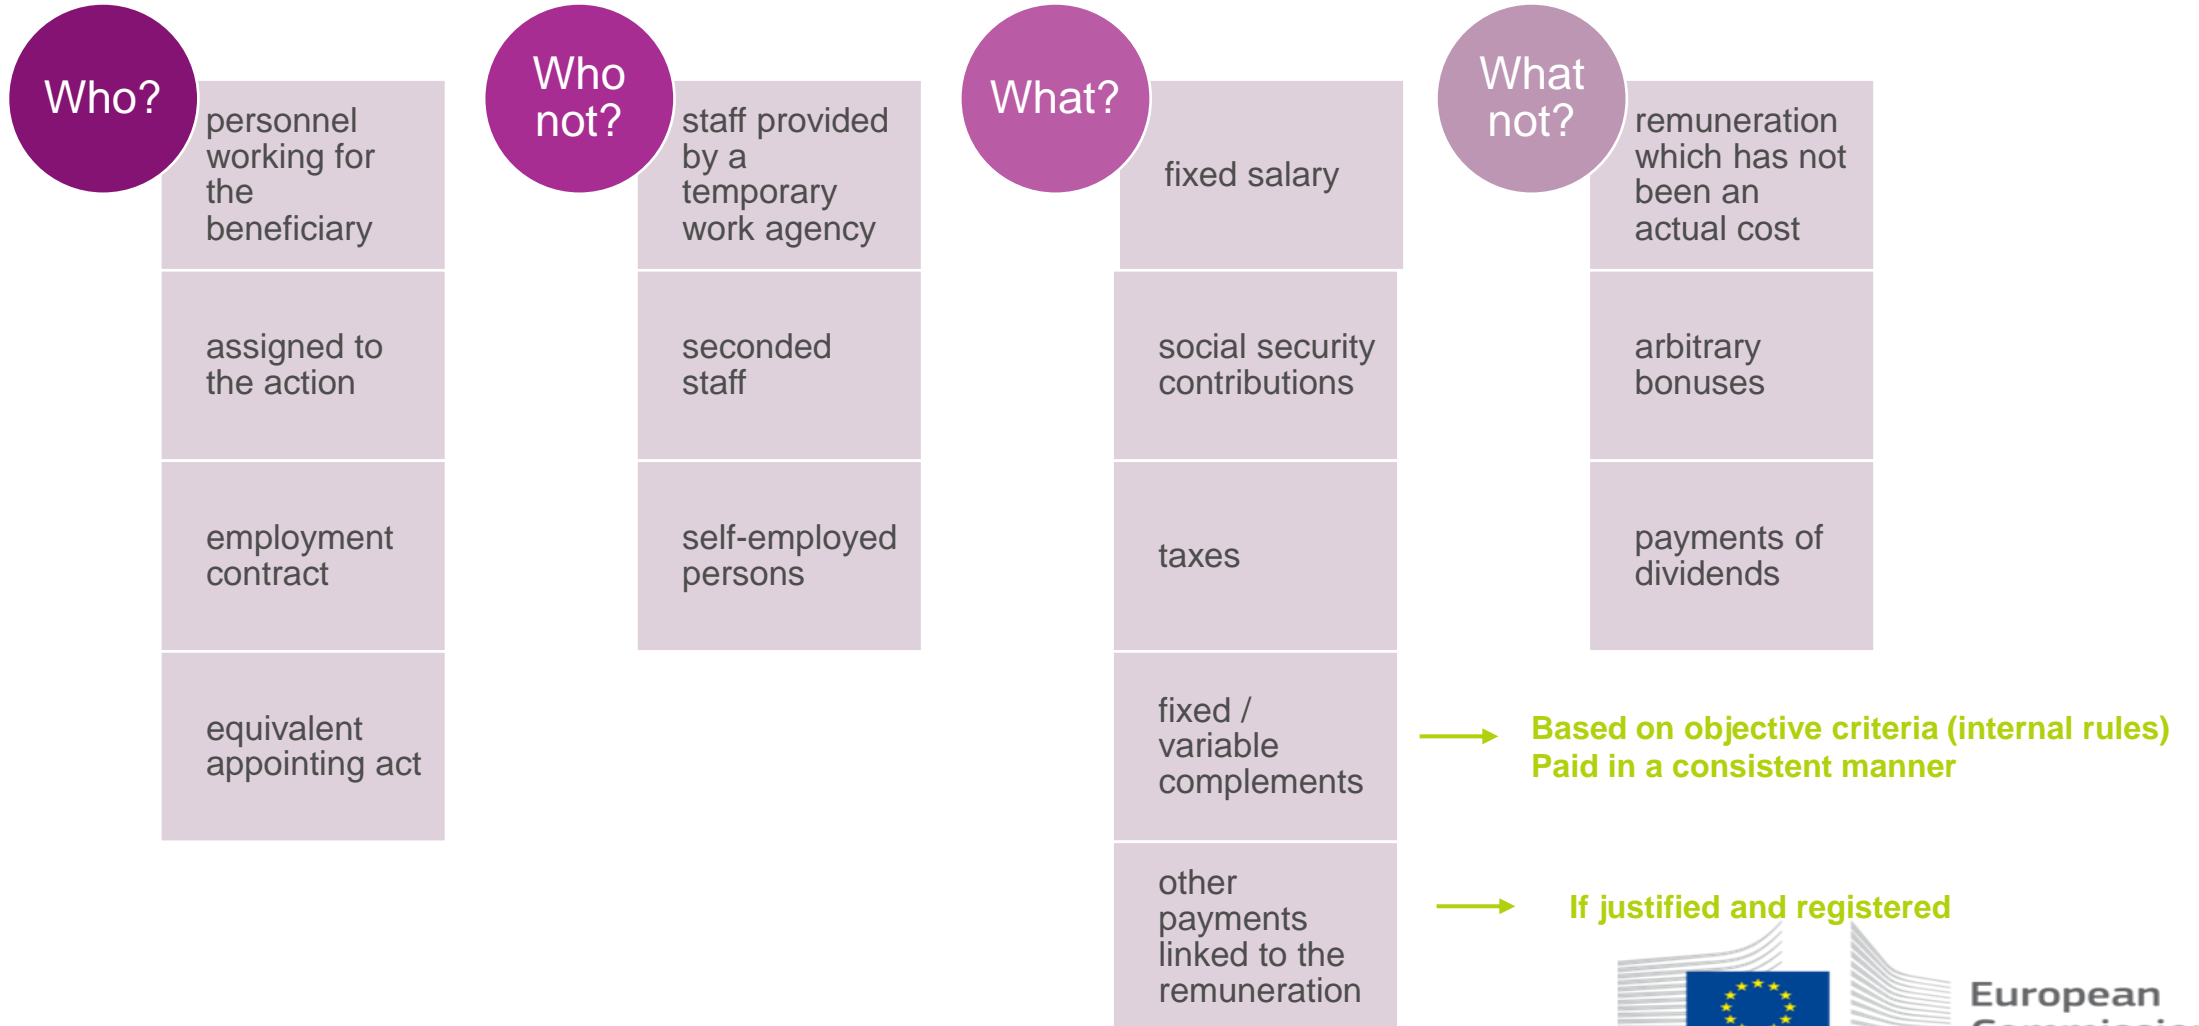 Who?
personnel
working for
the
beneficiary
assigned to
the action
employment
contract
equivalent
appointing act
Who
not?
staff provided
by a
temporary
work agency
seconded
staff
self-employed
persons
What?
fixed salary
social security
contributions
taxes
fixed /
variable
complements
Based on objective criteria (internal rules)
Paid in a consistent manner
other
payments
linked to the
remuneration
If justified and registered
What
not?
remuneration
which has not
been an
actual cost
arbitrary
bonuses
payments of
dividends
European